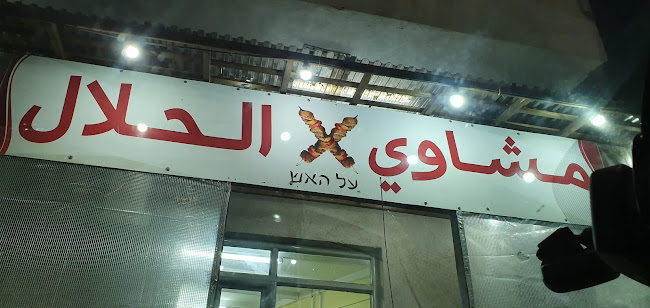 مشاوي الحلال
על האש